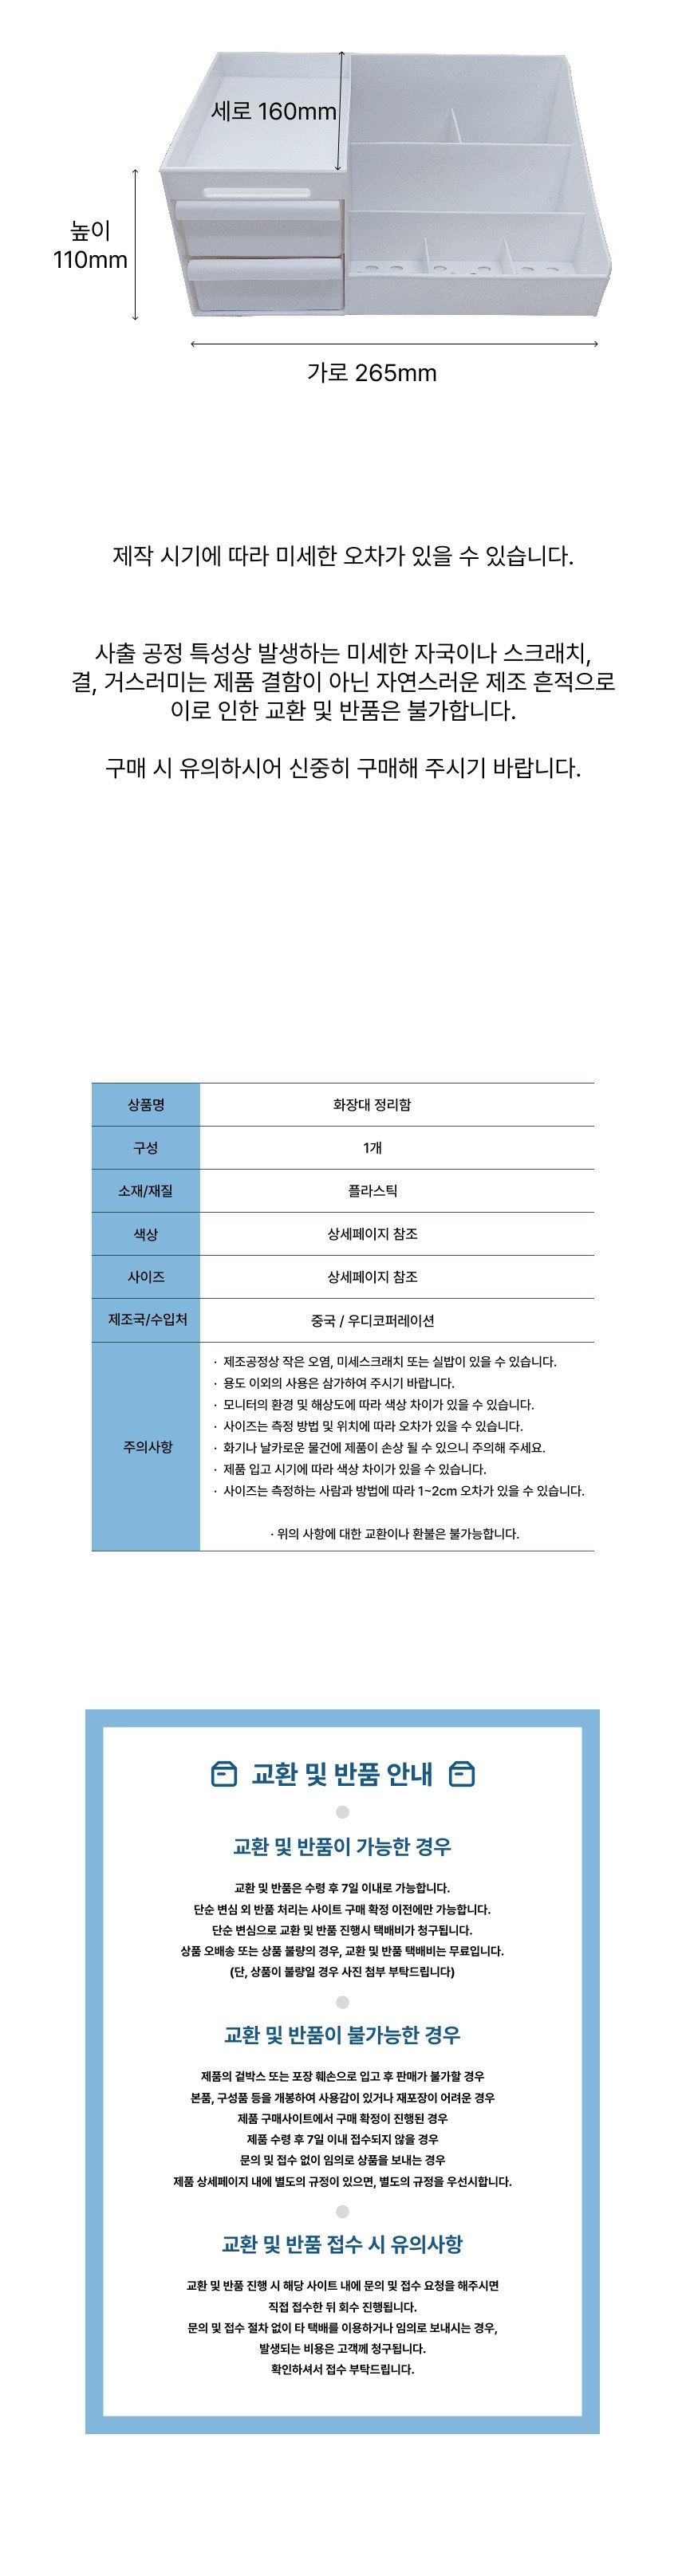 세로 160mm
높이
110mm
가로 265mm
제작 시기에 따라 미세한 오차가 있을 수 있습니다.
사출 공정 특성상 발생하는 미세한 자국이나 스크래치,
결, 거스러미는 제품 결함이 아닌 자연스러운 제조 흔적으로
이로 인한 교환 및 반품은 불가합니다.
구매 시 유의하시어 신중히 구매해 주시기 바랍니다.
상품명 화장대 정리함
구성 1개
소재/재질 플라스틱
색상 상세페이지 참조
사이즈 상세페이지 참조
제조국/수입처 중국 / 우디코퍼레이션
주의사항
· 제조공정상 작은 오염, 미세스크래치 또는 실밥이 있을 수 있습니다.
· 용도 이외의 사용은 삼가하여 주시기 바랍니다.
· 모니터의 환경 및 해상도에 따라 색상 차이가 있을 수 있습니다.
· 사이즈는 측정 방법 및 위치에 따라 오차가 있을 수 있습니다.
· 화기나 날카로운 물건에 제품이 손상 될 수 있으니 주의해 주세요.
· 제품 입고 시기에 따라 색상 차이가 있을 수 있습니다.
· 사이즈는 측정하는 사람과 방법에 따라 1~2cm 오차가 있을 수 있습니다.
· 위의 사항에 대한 교환이나 환불은 불가능합니다.
교환 및 반품 안내
교환 및 반품이 가능한 경우
교환 및 반품은 수령 후 7일 이내로 가능합니다.
단순 변심 외 반품 처리는 사이트 구매 확정 이전에만 가능합니다.
단순 변심으로 교환 및 반품 진행시 택배비가 청구됩니다.
상품 오배송 또는 상품 불량의 경우, 교환 및 반품 택배비는 무료입니다.
(단, 상품이 불량일 경우 사진 첨부 부탁드립니다)
교환 및 반품이 불가능한 경우
제품의 겉박스 또는 포장 훼손으로 입고 후 판매가 불가할 경우
본품, 구성품 등을 개봉하여 사용감이 있거나 재포장이 어려운 경우
제품 구매사이트에서 구매 확정이 진행된 경우
제품 수령 후 7일 이내 접수되지 않을 경우
문의 및 접수 없이 임의로 상품을 보내는 경우
제품 상세페이지 내에 별도의 규정이 있으면, 별도의 규정을 우선시합니다.
교환 및 반품 접수 시 유의사항
교환 및 반품 진행 시 해당 사이트 내에 문의 및 접수 요청을 해주시면
직접 접수한 뒤 회수 진행됩니다.
문의 및 접수 절차 없이 타 택배를 이용하거나 임의로 보내시는 경우,
발생되는 비용은 고객께 청구됩니다.
확인하셔서 접수 부탁드립니다.